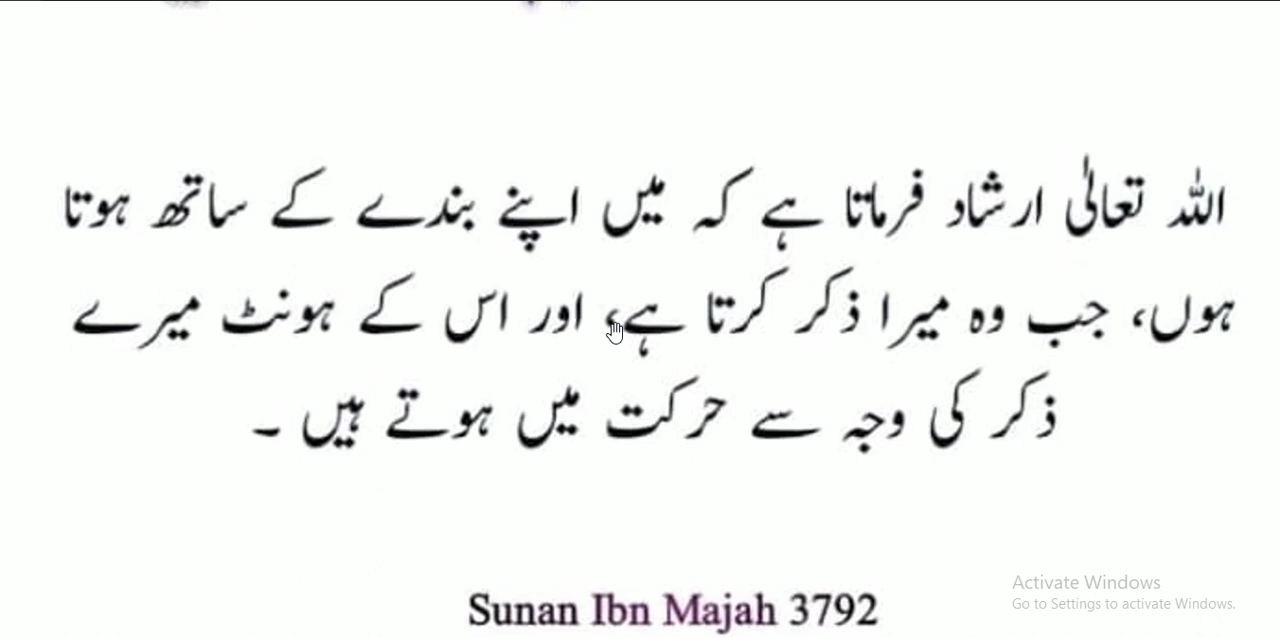 اللہ تعالٰی ارشاد فرماتا ہے کہ میں اپنے بندے کے ساتھ ہوتا
ہوں، جب وہ میرا ذکر کرتا ہے، اور اس کے ہونٹ میرے
ذکر کی وجہ سے حرکت میں ہوتے ہیں ۔
Sunan Ibn Majah 3792
Activate Windows
Go to Settings to activate Windows.